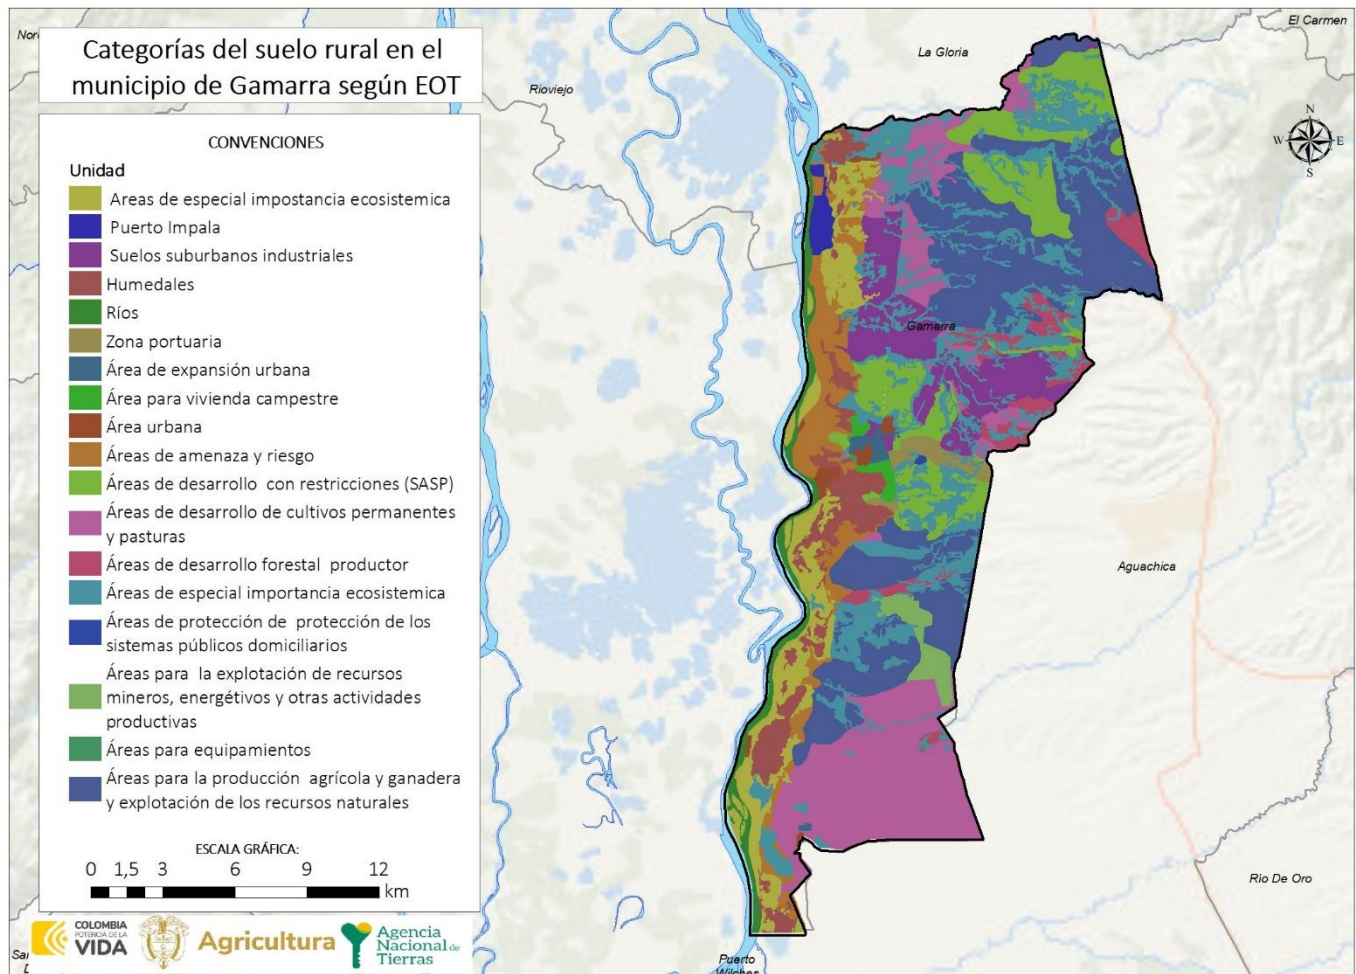 Categorías del suelo rural en el
municipio de Gamarra según EOT
CONVENCIONES
Unidad
Areas de especial impostancia ecosistemica
Puerto Impala
Suelos suburbanos industriales
Humedales
Ríos
Zona portuaria
Área de expansión urbana
Área para vivienda campestre
Área urbana
Áreas de amenaza y riesgo
Áreas de desarrollo con restricciones (SASP)
Áreas de desarrollo de cultivos permanentes
y pasturas
Áreas de desarrollo forestal productor
Áreas de especial importancia ecosistemica
Áreas de protección de protección de los
sistemas públicos domiciliarios
Áreas para la explotación de recursos
mineros, energétivos y otras actividades
productivas
Áreas para equipamientos
Áreas para la producción agrícola y ganadera
y explotación de los recursos naturales
ESCALA GRÁFICA:
0 1,5 3 6 9 12
km
COLOMBIA
POTENCIA DE LA
VIDA
Agricultura
Agencia
Nacional de
Tierras
El Carmen
La Gloria
Rioviejo
N
W E
S
Gamarra
Aguachica
Rio De Oro
Puerto
Wilches